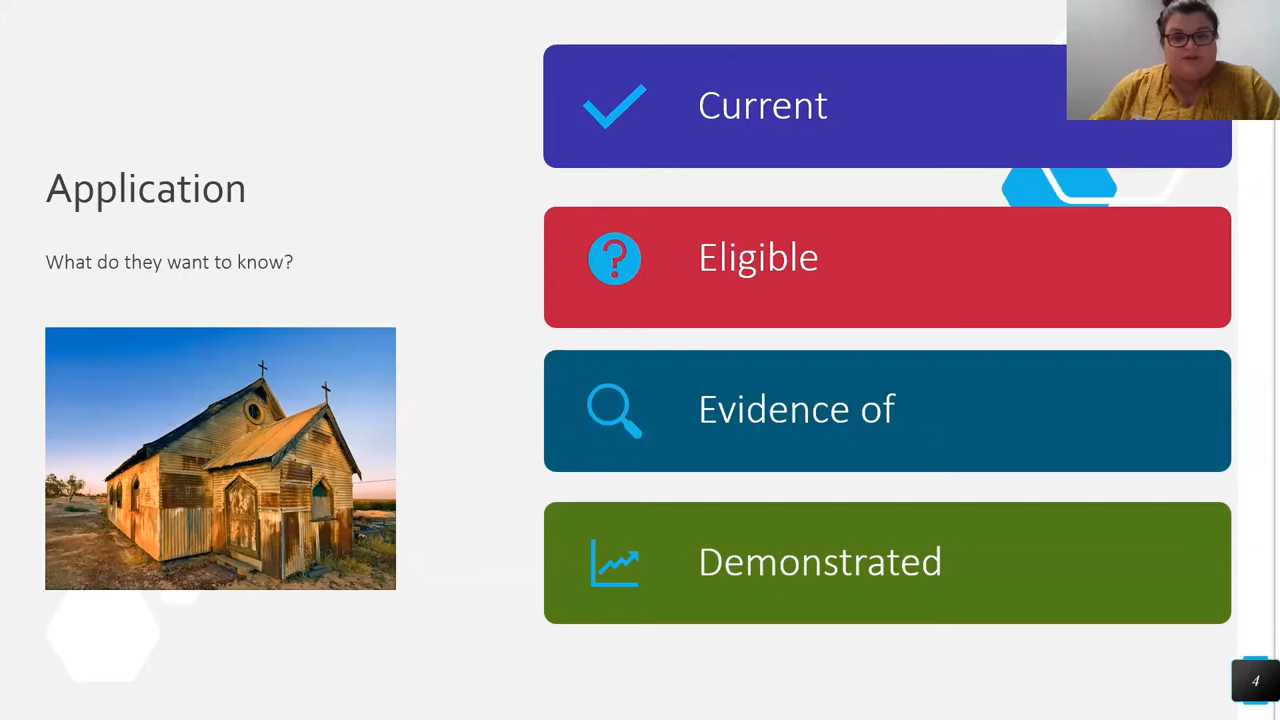 Application
What do they want to know?
Current
Eligible
Evidence of
Demonstrated
4